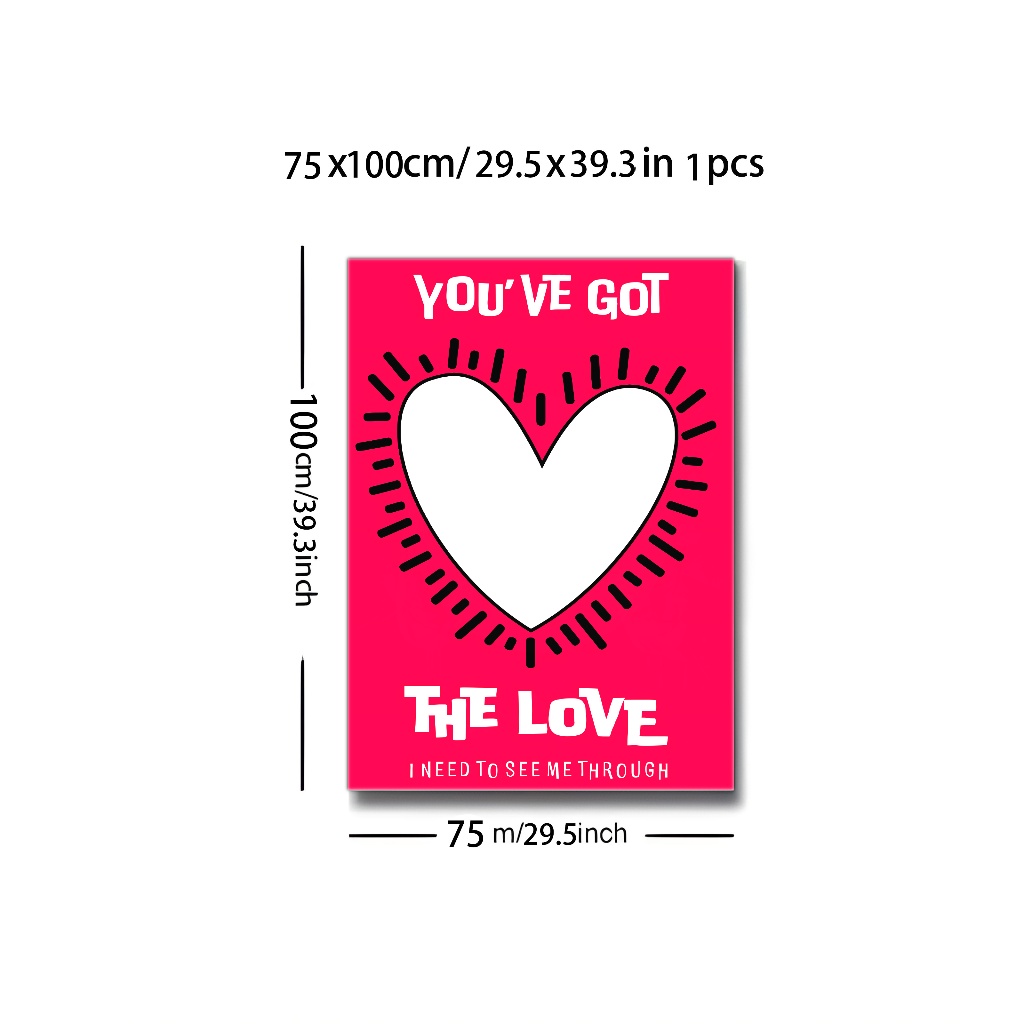 75x100cm/ 29.5x39.3in 1pcs
YOU'VE GOT
100cm/39.3inch
THE LOVE
I NEED TO SEE ME THROUGH
75 m/29.5inch